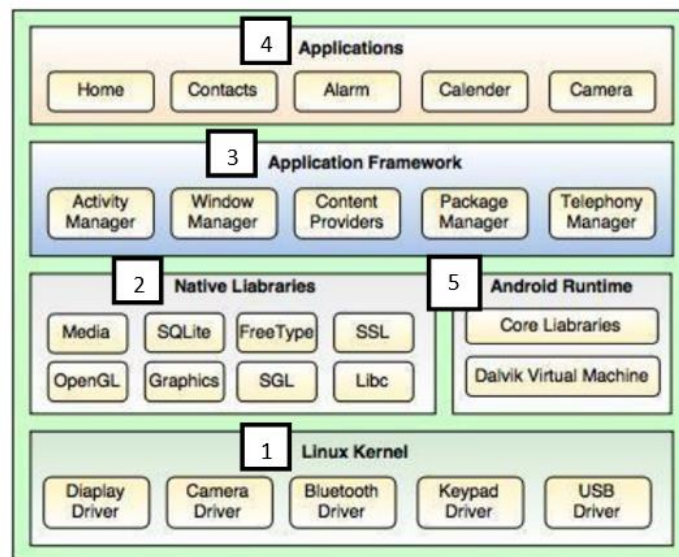 4 Applications
Home Contacts Alarm Calender Camera
3 Application Framework
Activity Manager
Window Manager
Content Providers
Package Manager
Telephony Manager
2 Native Liabraries
Media SQLite FreeType SSL
OpenGL Graphics SGL Libc
5 Android Runtime
Core Liabraries
Dalvik Virtual Machine
1 Linux Kernel
Diaplay Driver
Camera Driver
Bluetooth Driver
Keypad Driver
USB Driver